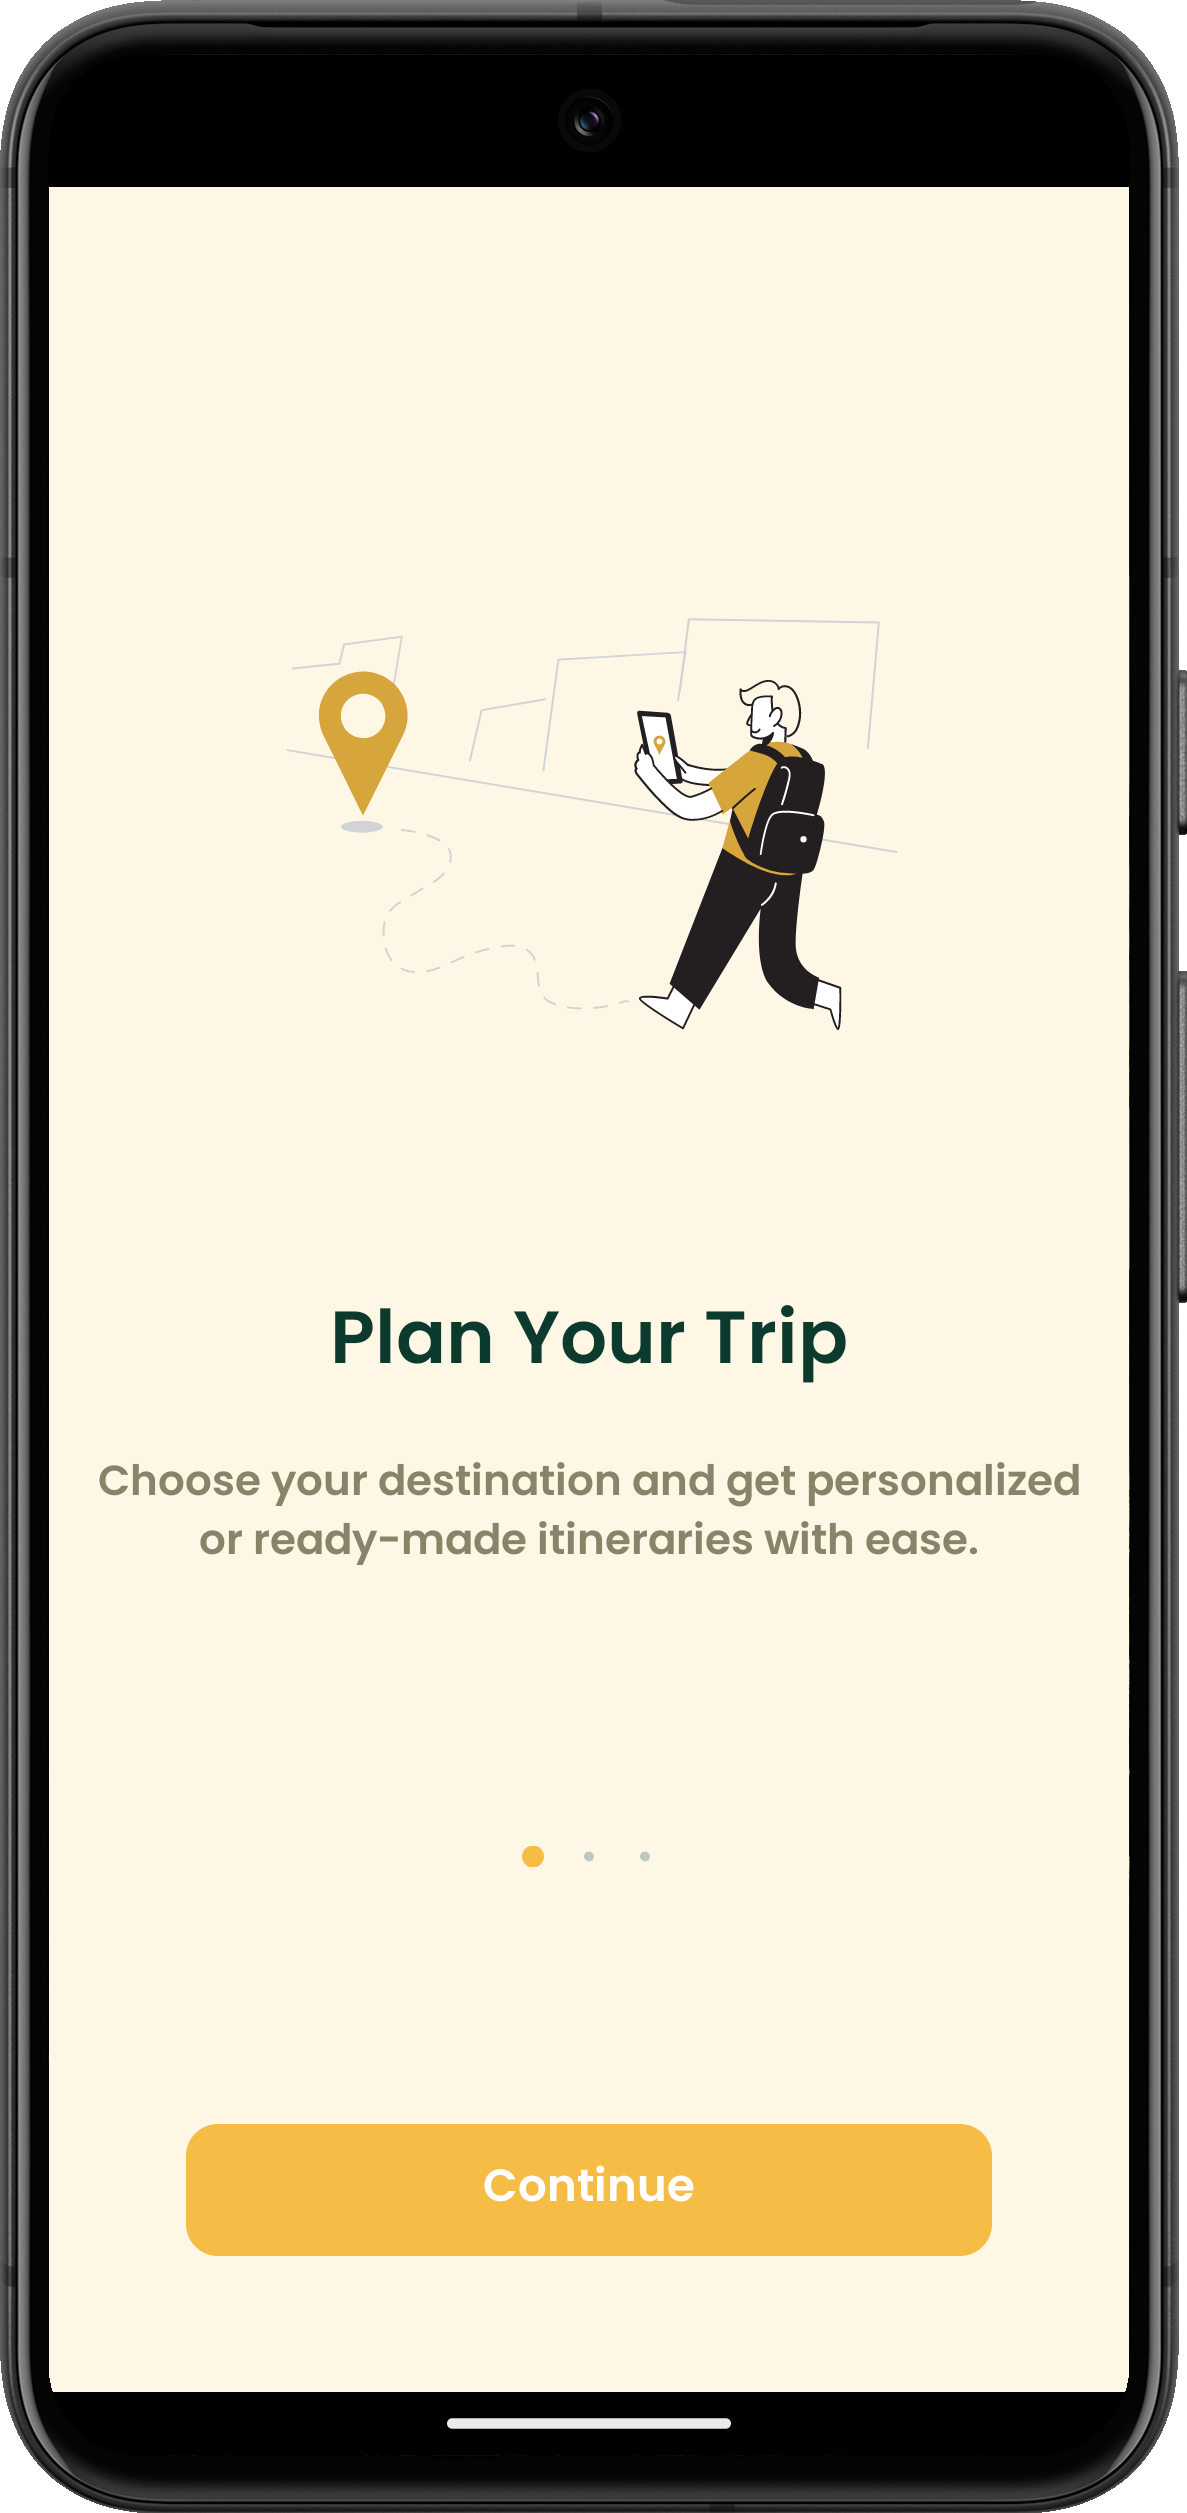 Plan Your Trip
Choose your destination and get personalized
or ready-made itineraries with ease.
Continue